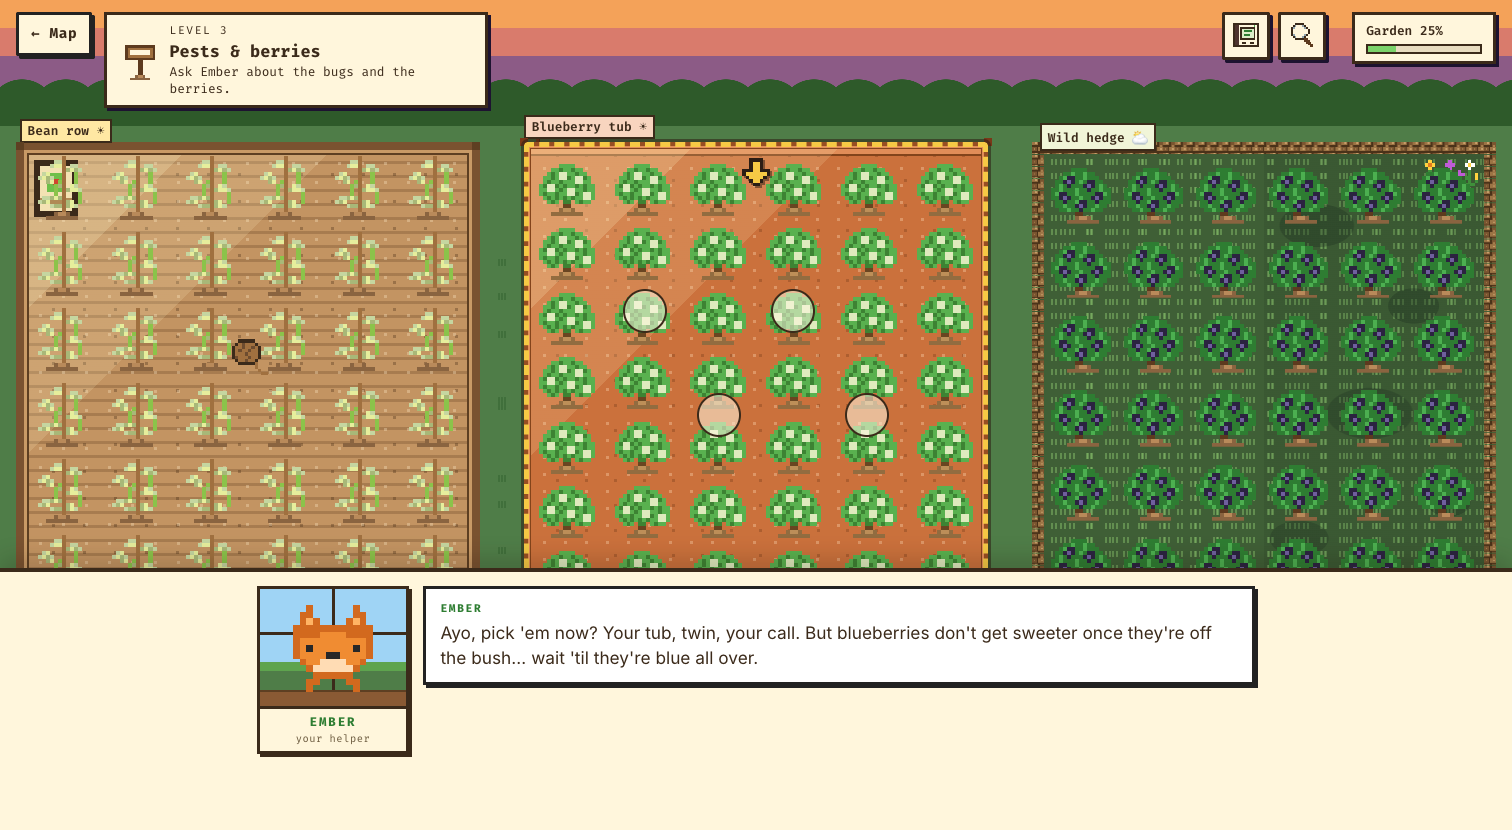 ← Map
LEVEL 3
Pests & berries
Ask Ember about the bugs and the
berries.
Garden 25%
Bean row ☀
Blueberry tub ☀
Wild hedge ⛅
EMBER
Ayo, pick 'em now? Your tub, twin, your call. But blueberries don't get sweeter once they're off
the bush... wait 'til they're blue all over.
EMBER
your helper